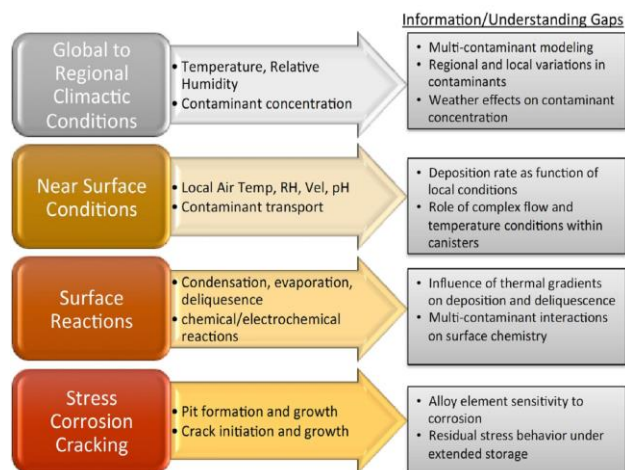 Information/Understanding Gaps
Global to
Regional
Climactic
Conditions
• Temperature, Relative
Humidity
• Contaminant concentration
• Multi-contaminant modeling
• Regional and local variations in
contaminants
• Weather effects on contaminant
concentration
Near Surface
Conditions
• Local Air Temp, RH, Vel, pH
• Contaminant transport
• Deposition rate as function of
local conditions
• Role of complex flow and
temperature conditions within
canisters
Surface
Reactions
• Condensation, evaporation,
deliquesence
• chemical/electrochemical
reactions
• Influence of thermal gradients
on deposition and deliquescence
• Multi-contaminant interactions
on surface chemistry
Stress
Corrosion
Cracking
• Pit formation and growth
• Crack initiation and growth
• Alloy element sensitivity to
corrosion
• Residual stress behavior under
extended storage